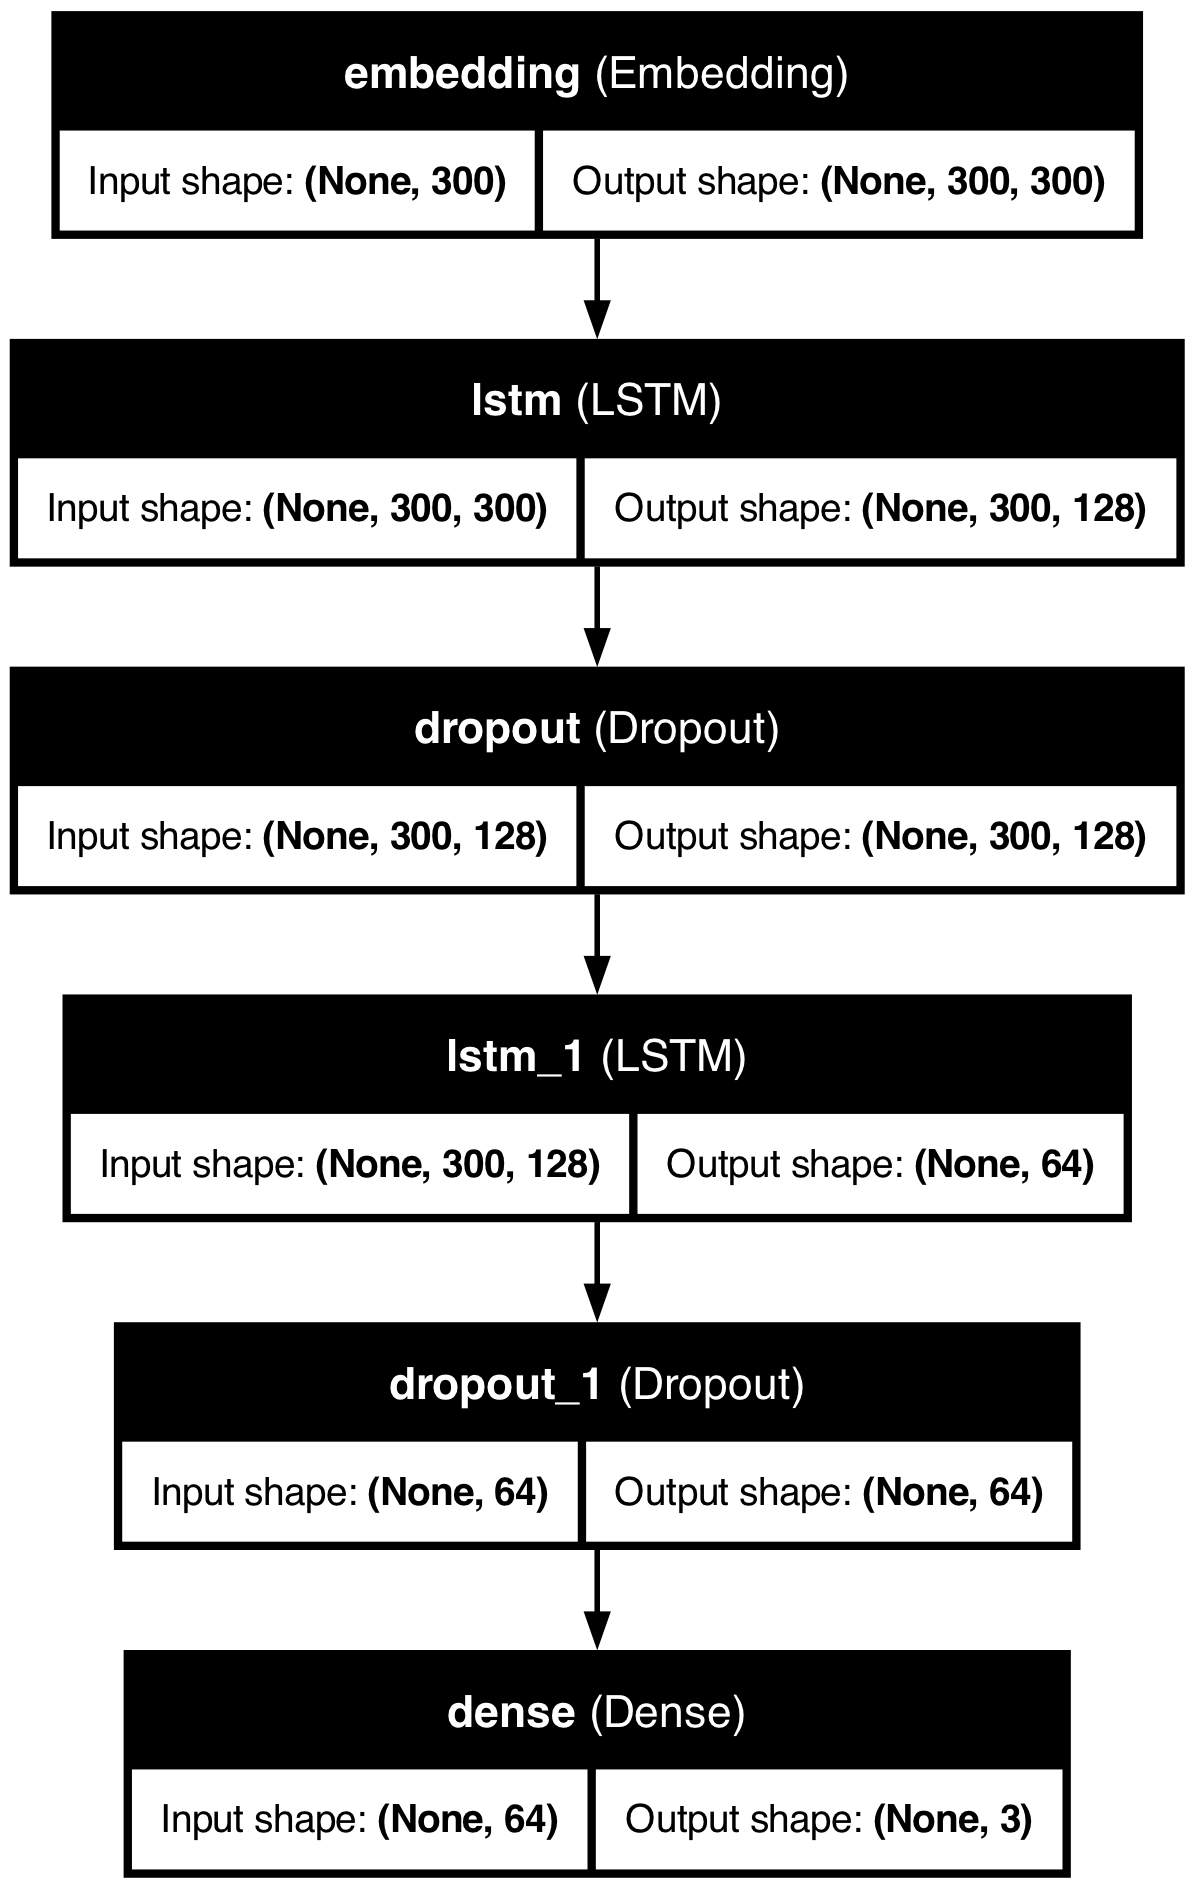 embedding (Embedding)
Input shape: (None, 300) Output shape: (None, 300, 300)
lstm (LSTM)
Input shape: (None, 300, 300) Output shape: (None, 300, 128)
dropout (Dropout)
Input shape: (None, 300, 128) Output shape: (None, 300, 128)
lstm_1 (LSTM)
Input shape: (None, 300, 128) Output shape: (None, 64)
dropout_1 (Dropout)
Input shape: (None, 64) Output shape: (None, 64)
dense (Dense)
Input shape: (None, 64) Output shape: (None, 3)